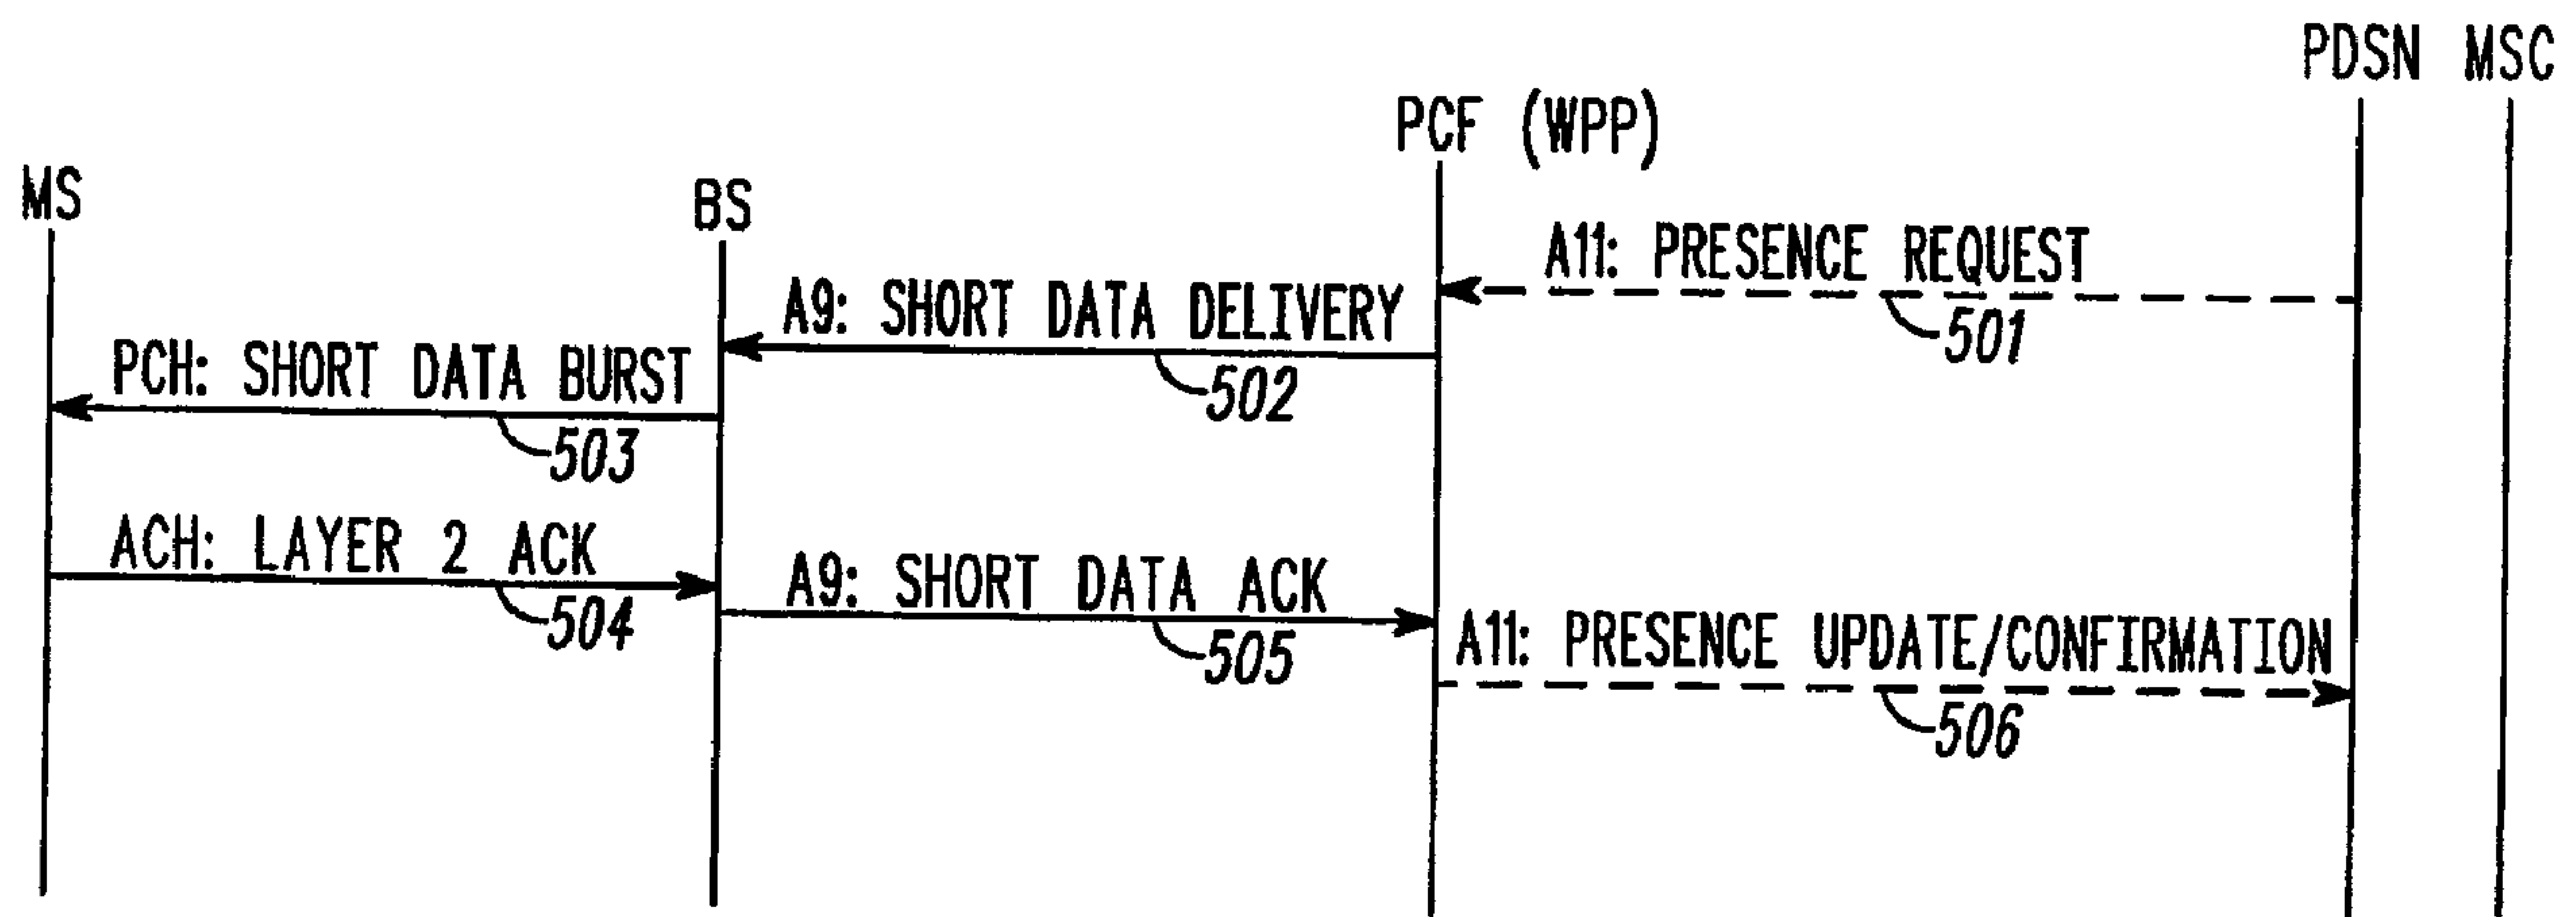 PDSN MSC
PCF (WPP)
MS
BS
A11: PRESENCE REQUEST
501
A9: SHORT DATA DELIVERY
502
PCH: SHORT DATA BURST
503
ACH: LAYER 2 ACK
504
A9: SHORT DATA ACK
505
A11: PRESENCE UPDATE/CONFIRMATION
506